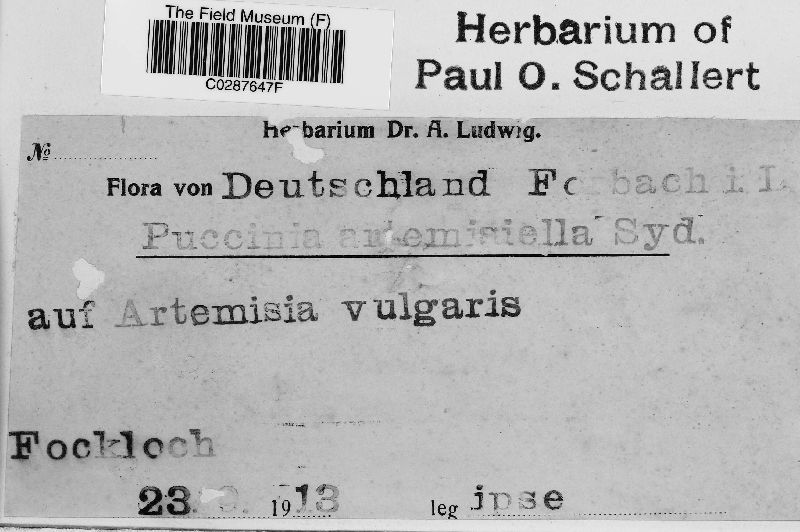 The Field Museum (F)
C0287647F
Herbarium of
Paul O. Schallert
Herbarium Dr. A. Ludwig.
№
Flora von Deutschland Forbach i. L
Puccinia artemisiella Syd.
auf Artemisia vulgaris
Fockloch
23. 1913 leg ipse